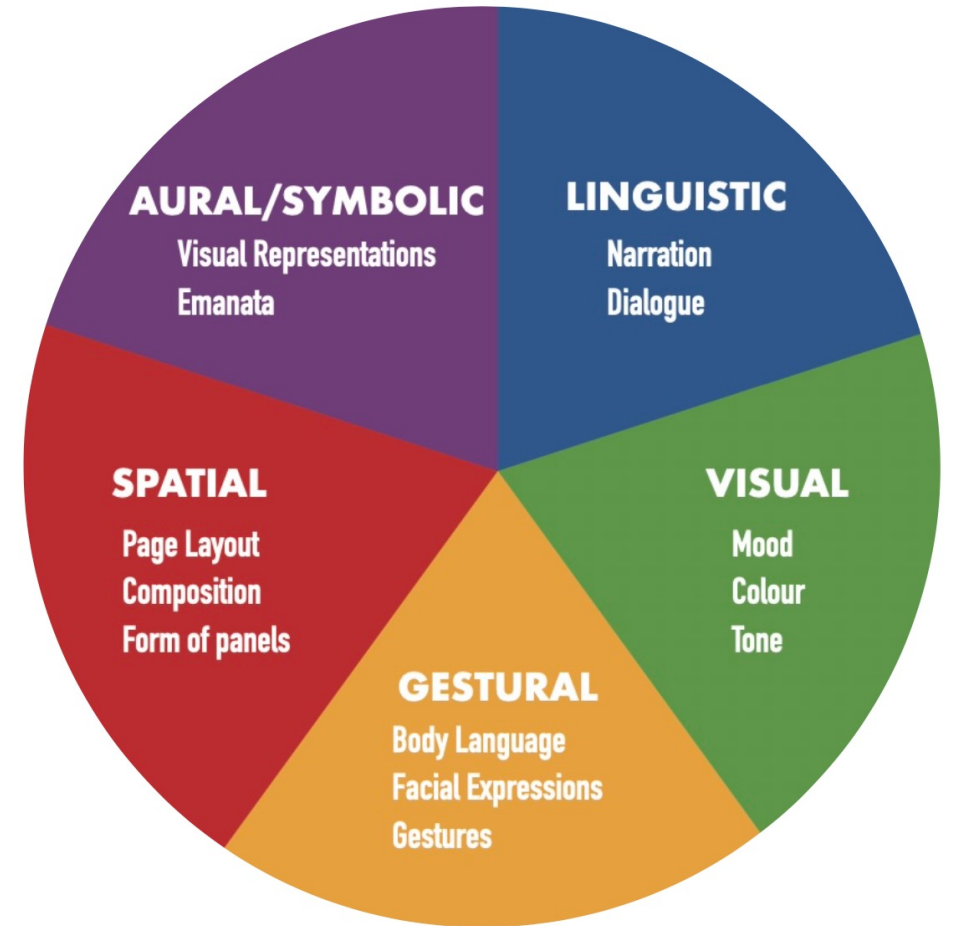 AURAL/SYMBOLIC
Visual Representations
Emanata
LINGUISTIC
Narration
Dialogue
SPATIAL
Page Layout
Composition
Form of panels
VISUAL
Mood
Colour
Tone
GESTURAL
Body Language
Facial Expressions
Gestures